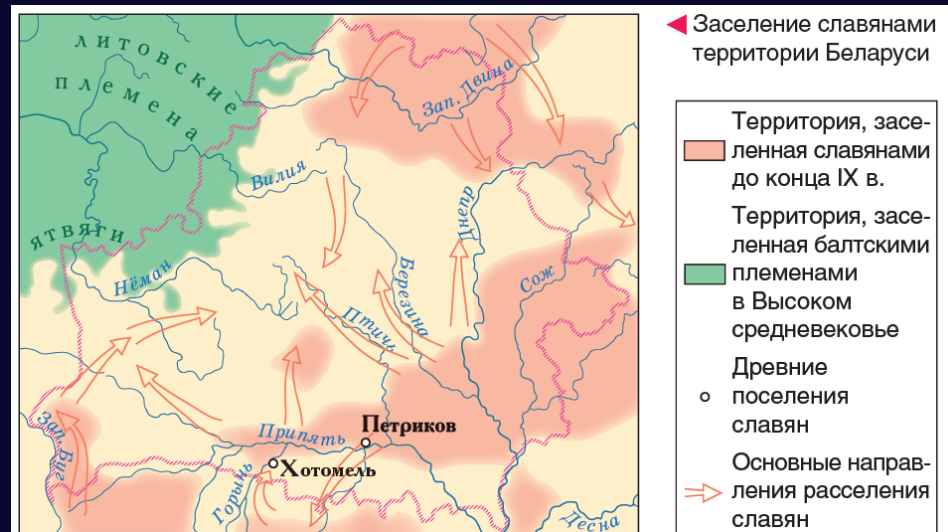 ЛИТОВСКИЕ
ПЛЕМЕНА
ЯТВЯГИ
Зап. Двина
Вилия
Днепр
Нёман
Березина
Сож
Птичь
Петриков
Припять
Зап. Буг
Хотомель
Горынь
Десна
Заселение славянами
территории Беларуси
Территория, засе-
ленная славянами
до конца IX в.
Территория, засе-
ленная балтскими
племенами
в Высоком
средневековье
Древние
поселения
славян
Основные направ-
ления расселения
славян